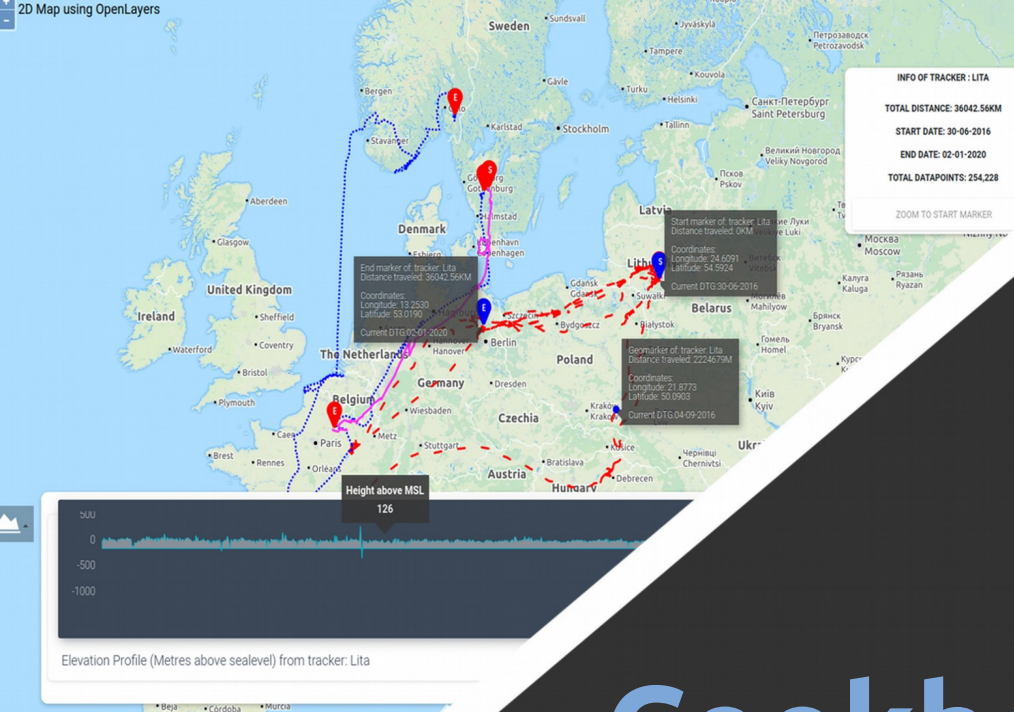 2D Map using OpenLayers
Sundsvall
Sweden
Jyväskylä
Петрозаводск
Petrozavodsk
Tampere
Gävle
Kouvola
INFO OF TRACKER : LITA
Bergen
Turku
Helsinki
Санкт-Петербург
Saint Petersburg
TOTAL DISTANCE: 36042.56KM
Karlstad
Stockholm
Tallinn
START DATE: 30-06-2016
Stavanger
Великий Новгород
Veliky Novgorod
END DATE: 02-01-2020
Псков
Pskov
TOTAL DATAPOINTS: 254,228
Aberdeen
Latvia
ZOOM TO START MARKER
Halmstad
Denmark
Start marker of: tracker: Lita
Distance traveled: 0KM
Coordinates:
Longitude: 24.6091
Latitude: 54.5924
Current DTG:30-06-2016
Glasgow
Esbjerg
Москва
Moscow
End marker of: tracker: Lita
Distance traveled: 36042.56KM
Coordinates:
Longitude: 13.2530
Latitude: 53.0190
Current DTG:02-01-2020
Калуга
Kaluga
Рязань
Ryazan
United Kingdom
Gdańsk
Suwałki
Могилёв
Mahilyow
Ireland
Sheffield
Szczecin
Bydgoszcz
Białystok
Belarus
Брянск
Bryansk
Waterford
Coventry
The Netherlands
Hanover
Berlin
Гомель
Homel
Geomarker of: tracker: Lita
Distance traveled: 2224679M
Coordinates:
Longitude: 21.8773
Latitude: 50.0903
Current DTG:04-09-2016
Bristol
Poland
Plymouth
Germany
Dresden
Belgium
Wiesbaden
Czechia
Kraków
Київ
Kyiv
Paris
Metz
Stuttgart
Košice
Чернівці
Chernivtsi
Brest
Rennes
Orléans
Austria
Bratislava
Debrecen
Hungary
Height above MSL
126
500
0
-500
-1000
Elevation Profile (Metres above sealevel) from tracker: Lita
Beja
Córdoba
Murcia